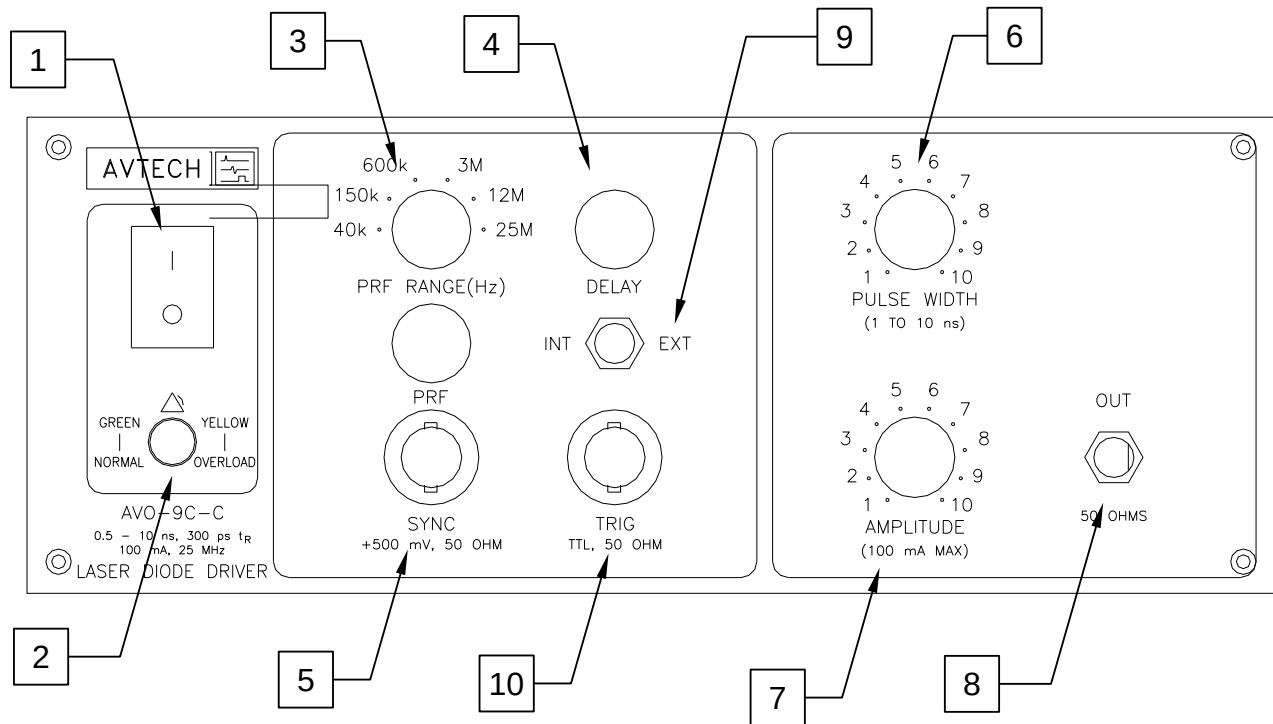 1
3
4
9
6
AVTECH
40k
150k
600k
3M
12M
25M
PRF RANGE(Hz)
DELAY
1
2
3
4
5
6
7
8
9
10
PULSE WIDTH
(1 TO 10 ns)
I
INT
EXT
PRF
GREEN
NORMAL
YELLOW
OVERLOAD
SYNC
+500 mV, 50 OHM
TRIG
TTL, 50 OHM
1
2
3
4
5
6
7
8
9
10
AMPLITUDE
(100 mA MAX)
OUT
50 OHMS
AVO-9C-C
0.5 - 10 ns, 300 ps tR
100 mA, 25 MHz
LASER DIODE DRIVER
2
5
10
7
8